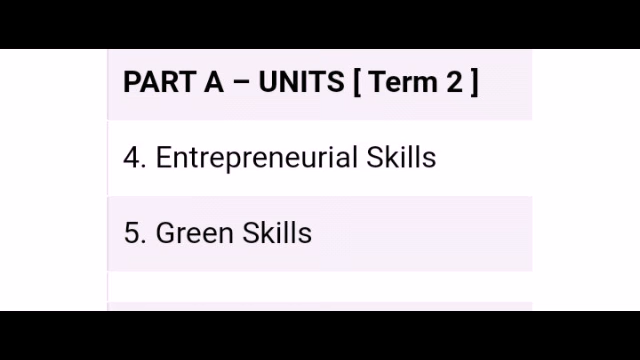 PART A – UNITS [ Term 2 ]
4. Entrepreneurial Skills
5. Green Skills